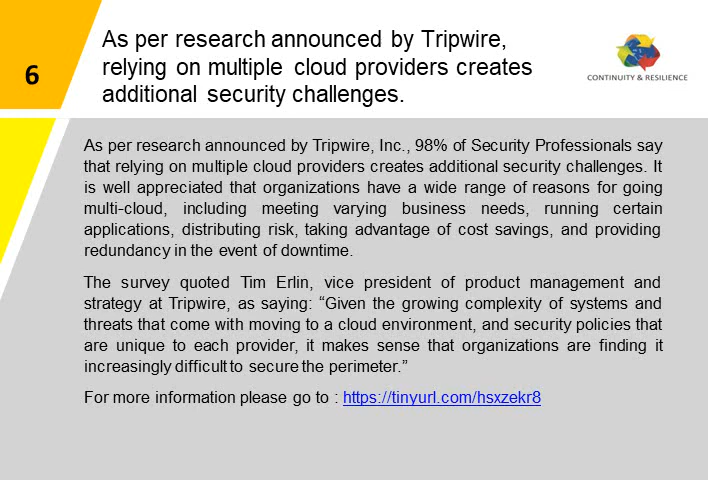 6
As per research announced by Tripwire,
relying on multiple cloud providers creates
additional security challenges.
CONTINUITY & RESILIENCE
As per research announced by Tripwire, Inc., 98% of Security Professionals say
that relying on multiple cloud providers creates additional security challenges. It
is well appreciated that organizations have a wide range of reasons for going
multi-cloud, including meeting varying business needs, running certain
applications, distributing risk, taking advantage of cost savings, and providing
redundancy in the event of downtime.
The survey quoted Tim Erlin, vice president of product management and
strategy at Tripwire, as saying: “Given the growing complexity of systems and
threats that come with moving to a cloud environment, and security policies that
are unique to each provider, it makes sense that organizations are finding it
increasingly difficult to secure the perimeter.”
For more information please go to : https://tinyurl.com/hsxzekr8